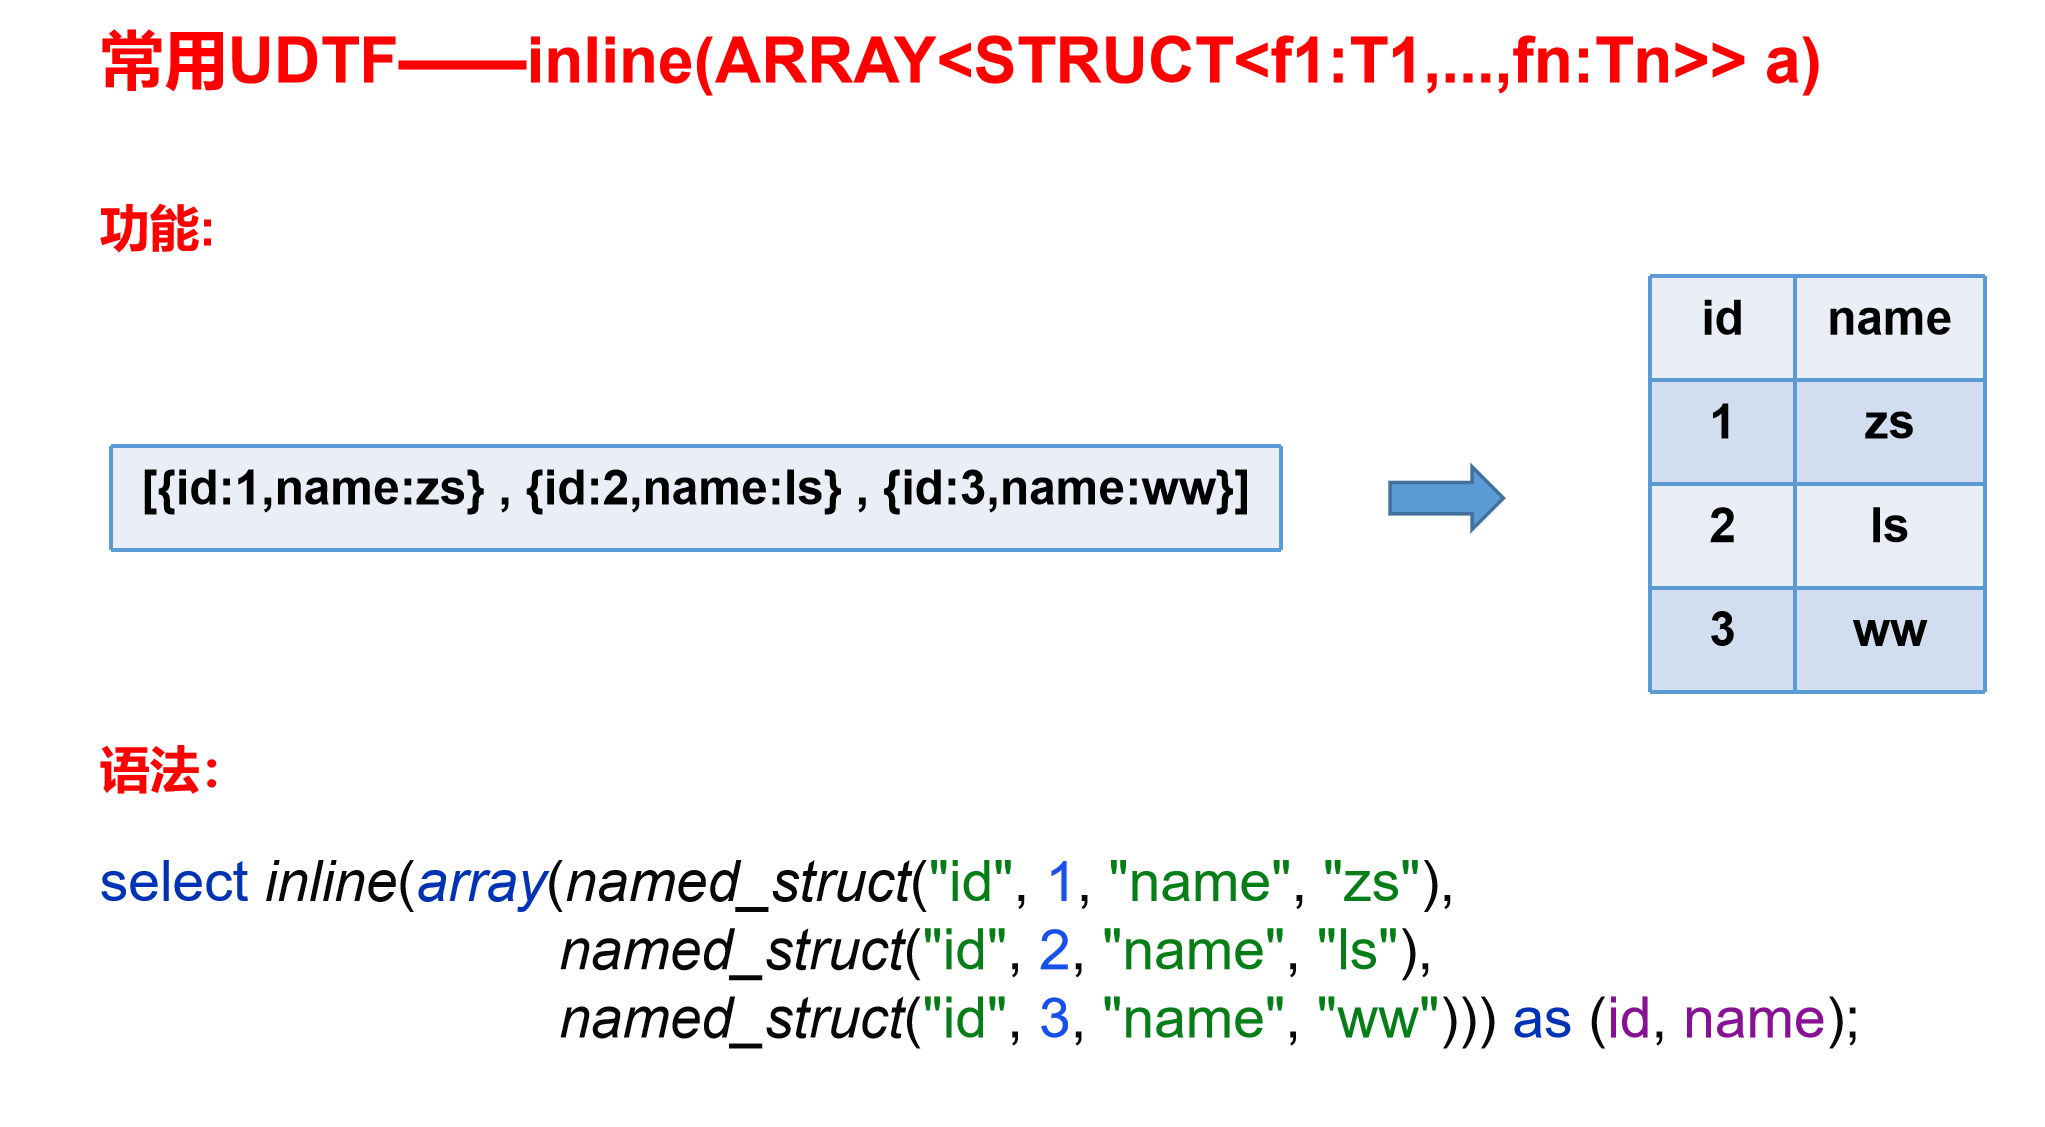 常用UDTF——inline(ARRAY<STRUCT<f1:T1,...,fn:Tn>> a)
功能:
[{id:1,name:zs} , {id:2,name:ls} , {id:3,name:ww}]
id name
1 zs
2 ls
3 ww
语法：
select inline(array(named_struct("id", 1, "name", "zs"),
named_struct("id", 2, "name", "ls"),
named_struct("id", 3, "name", "ww"))) as (id, name);